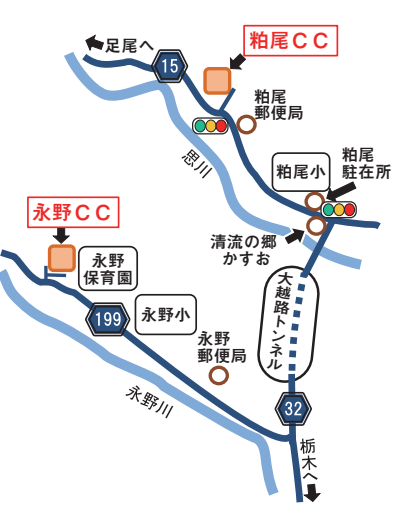 足尾へ
粕尾CC
15
粕尾
郵便局
思川
粕尾小
粕尾
駐在所
永野CC
清流の郷
かすお
永野
保育園
大越路トンネル
199
永野小
永野
郵便局
永野川
32
栃木へ